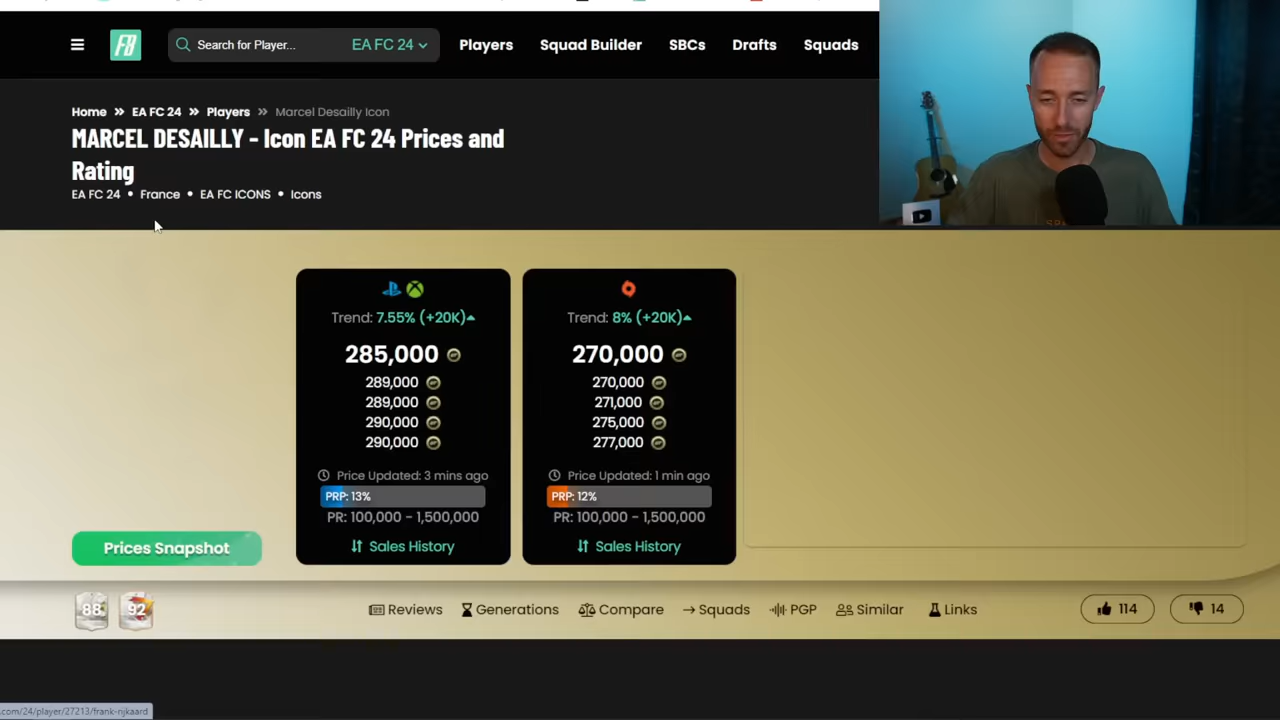 FB
Search for Player...
EA FC 24
Players
Squad Builder
SBCs
Drafts
Squads
Home » EA FC 24 » Players » Marcel Desailly Icon
MARCEL DESAILLY - Icon EA FC 24 Prices and
Rating
EA FC 24 • France • EA FC ICONS • Icons
Trend: 7.55% (+20K)
285,000
289,000
289,000
290,000
290,000
Price Updated: 3 mins ago
PRP: 13%
PR: 100,000 - 1,500,000
Sales History
Trend: 8% (+20K)
270,000
270,000
271,000
275,000
277,000
Price Updated: 1 min ago
PRP: 12%
PR: 100,000 - 1,500,000
Sales History
Prices Snapshot
88
92
Reviews
Generations
Compare
Squads
PGP
Similar
Links
114
14
.com/24/player/27213/frank-rijkaard